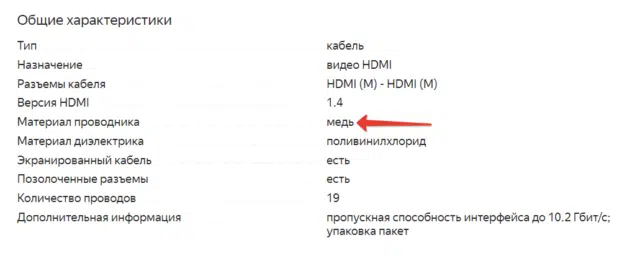 Общие характеристики
Тип кабель
Назначение видео HDMI
Разъемы кабеля HDMI (M) - HDMI (M)
Версия HDMI 1.4
Материал проводника медь
Материал диэлектрика поливинилхлорид
Экранированный кабель есть
Позолоченные разъемы есть
Количество проводов 19
Дополнительная информация пропускная способность интерфейса до 10.2 Гбит/с;
упаковка пакет